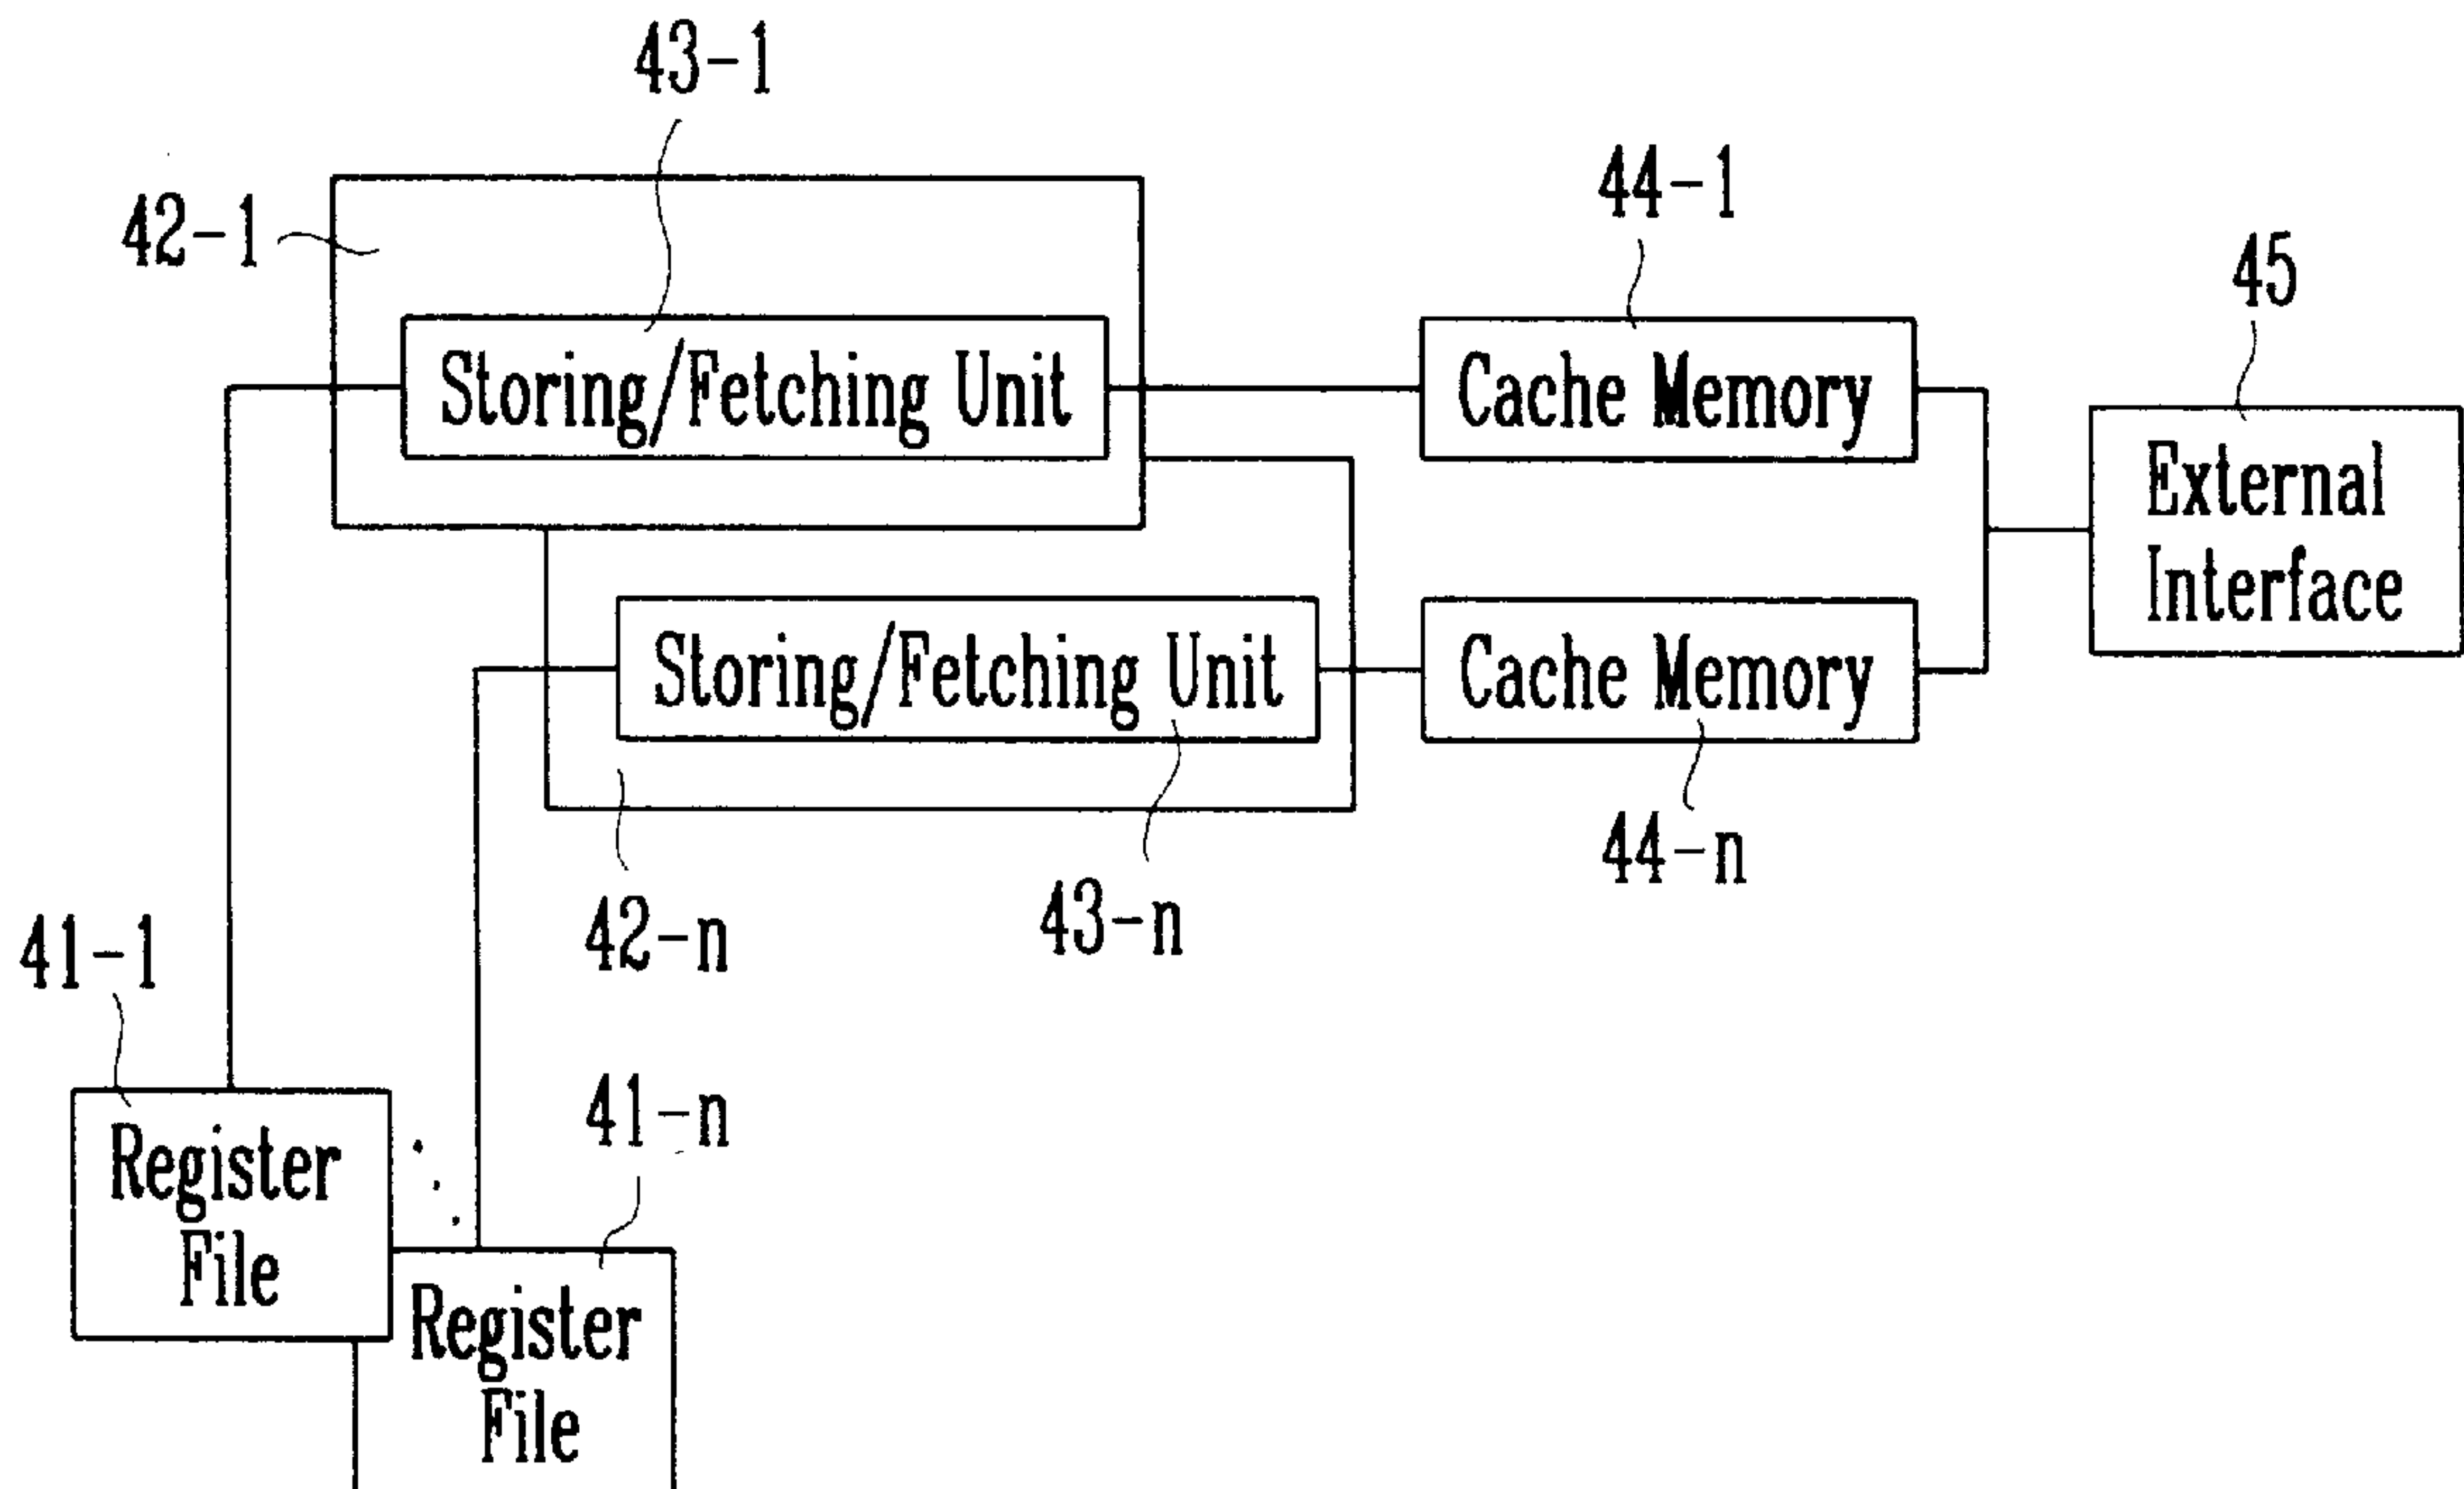 43-1
44-1
42-1
45
Storing/Fetching Unit
Cache Memory
External
Interface
Storing/Fetching Unit
Cache Memory
44-n
43-n
42-n
41-1
41-n
Register
File
Register
File